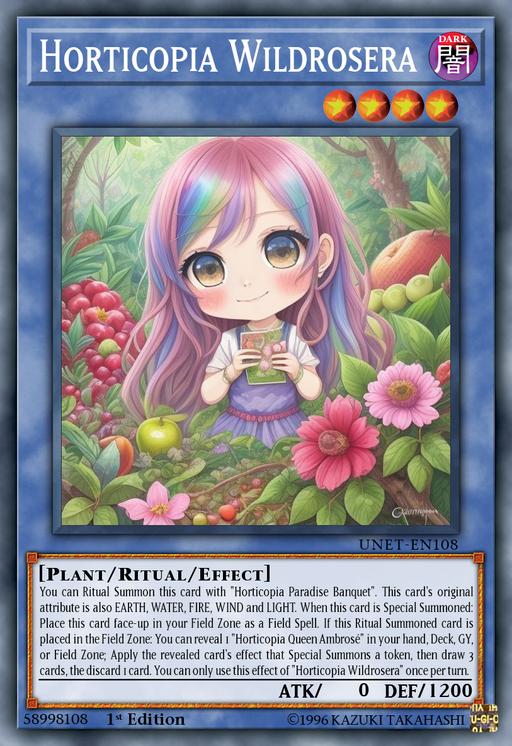 HORTICOPIA WILDROSERA
DARK
闇
UNET-EN108
[PLANT/RITUAL/EFFECT]
You can Ritual Summon this card with "Horticopia Paradise Banquet". This card's original
attribute is also EARTH, WATER, FIRE, WIND and LIGHT. When this card is Special Summoned:
Place this card face-up in your Field Zone as a Field Spell. If this Ritual Summoned card is
placed in the Field Zone: You can reveal 1 "Horticopia Queen Ambrosé" in your hand, Deck, GY,
or Field Zone; Apply the revealed card's effect that Special Summons a token, then draw 3
cards, the discard 1 card. You can only use this effect of "Horticopia Wildrosera" once per turn.
ATK/ 0 DEF/1200
58998108 1st Edition ©1996 KAZUKI TAKAHASHI